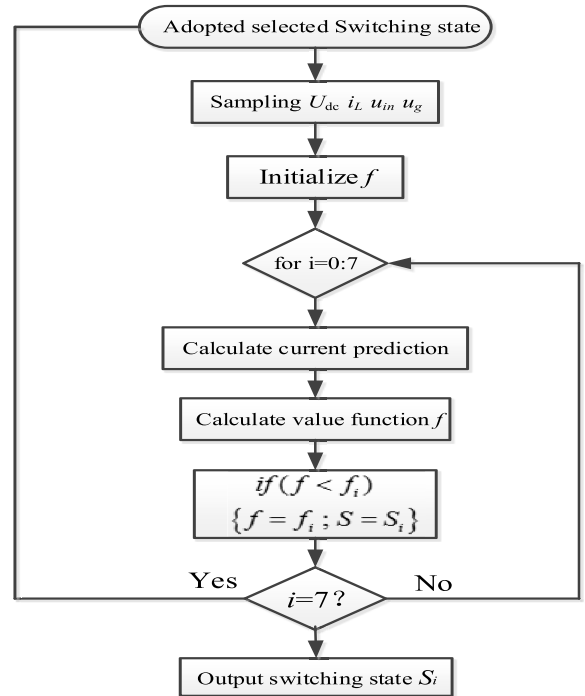 Adopted selected Switching state
Sampling U_dc i_L u_in u_g
Initialize f
for i=0:7
Calculate current prediction
Calculate value function f
if(f < f_i)
{f = f_i ; S = S_i}
Yes
i=7？
No
Output switching state S_i